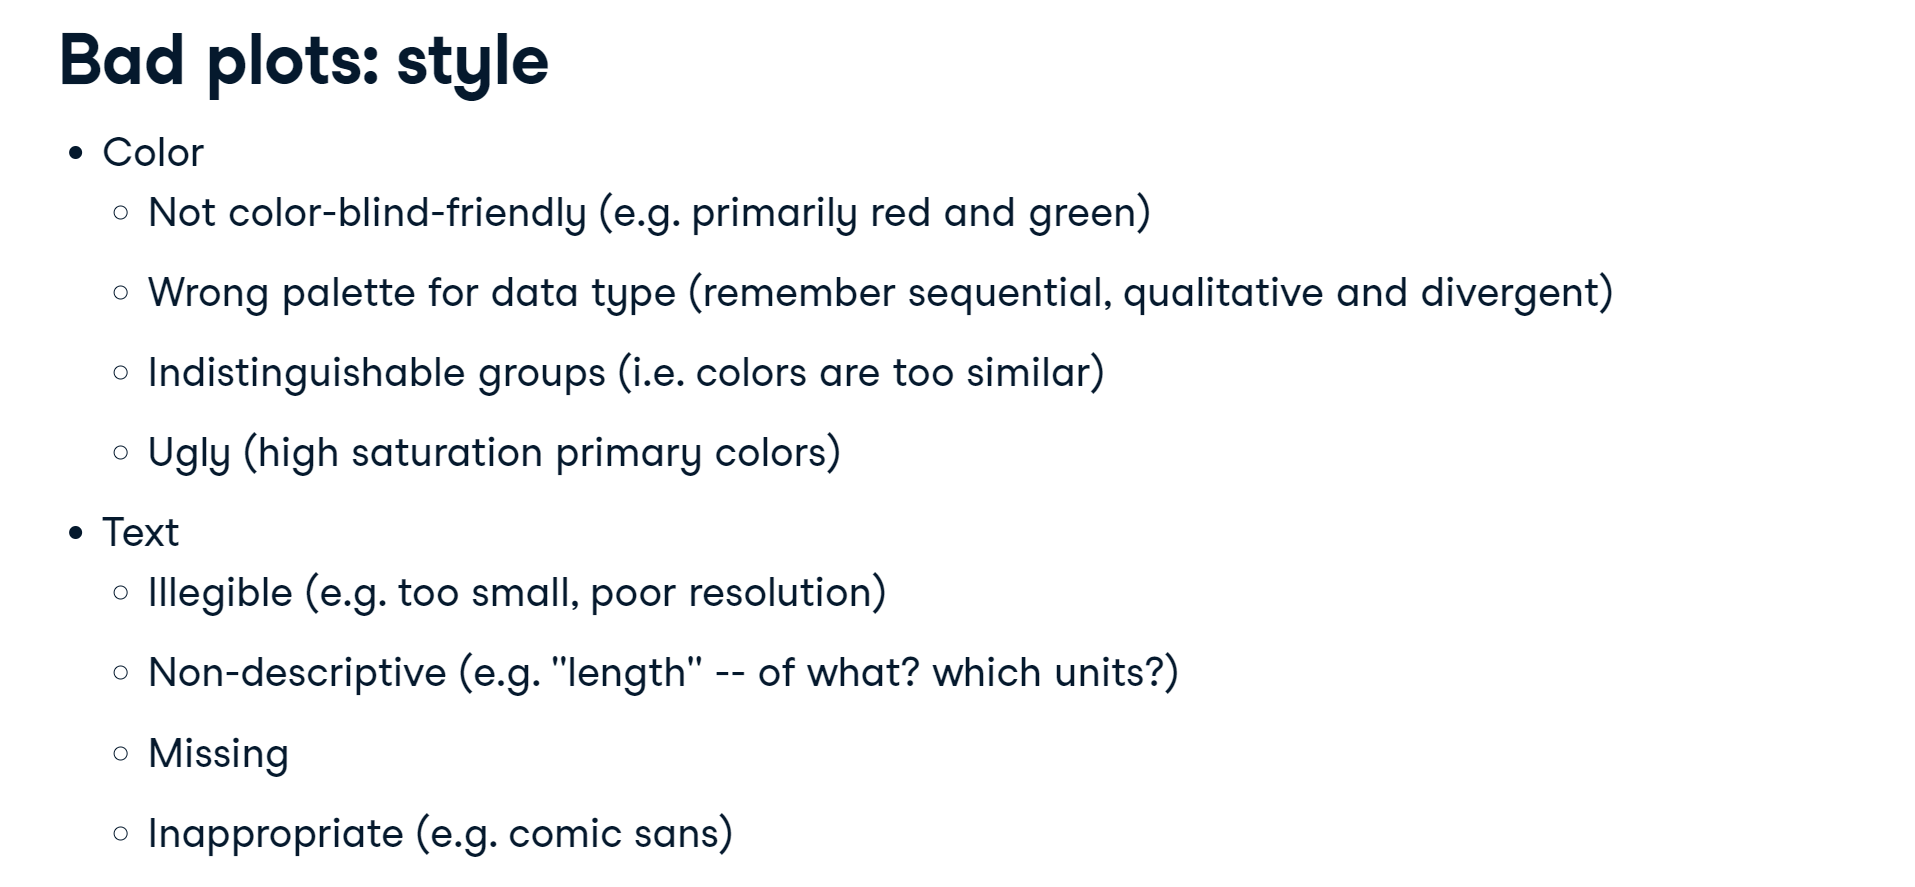 Bad plots: style
Color
Not color-blind-friendly (e.g. primarily red and green)
Wrong palette for data type (remember sequential, qualitative and divergent)
Indistinguishable groups (i.e. colors are too similar)
Ugly (high saturation primary colors)
Text
Illegible (e.g. too small, poor resolution)
Non-descriptive (e.g. "length" -- of what? which units?)
Missing
Inappropriate (e.g. comic sans)